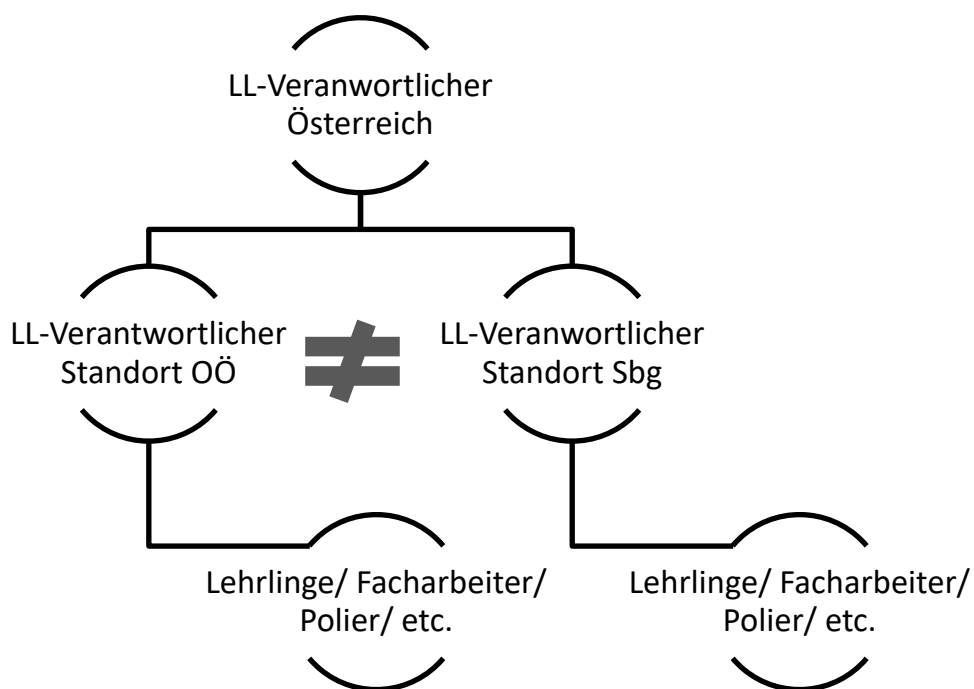 LL-Veranwortlicher
Österreich
LL-Verantwortlicher
Standort OÖ
≠
LL-Veranwortlicher
Standort Sbg
Lehrlinge/ Facharbeiter/
Polier/ etc.
Lehrlinge/ Facharbeiter/
Polier/ etc.